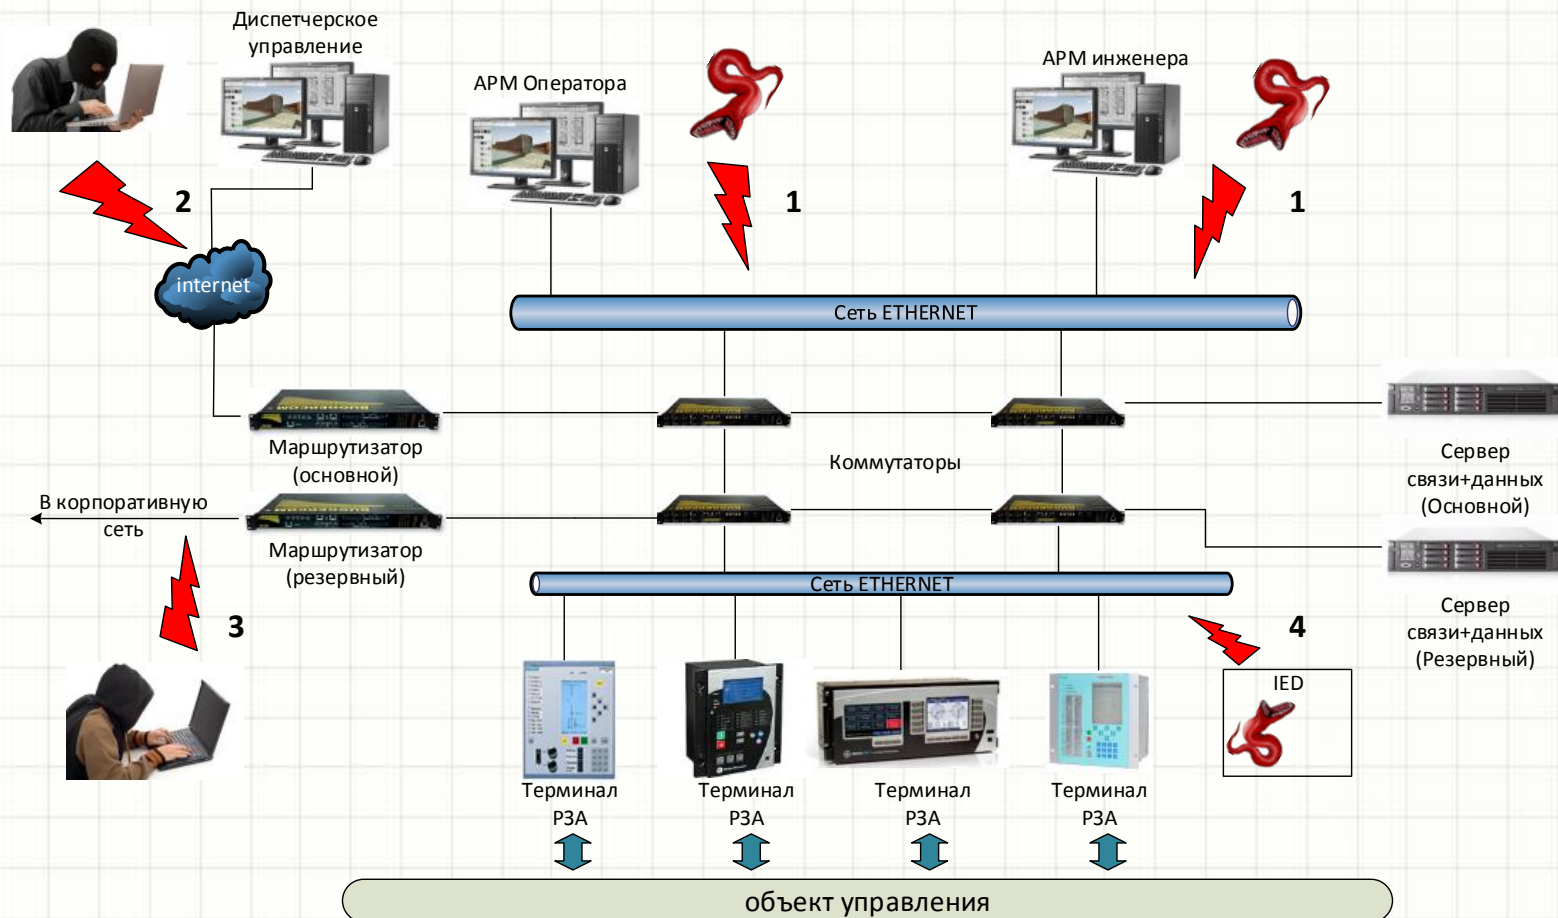 Диспетчерское
управление
АРМ Оператора
АРМ инженера
2
1
1
internet
Сеть ETHERNET
Маршрутизатор
(основной)
Коммутаторы
Сервер
связи+данных
(Основной)
В корпоративную
сеть
Маршрутизатор
(резервный)
Сеть ETHERNET
Сервер
связи+данных
(Резервный)
3
4
IED
Терминал
РЗА
Терминал
РЗА
Терминал
РЗА
Терминал
РЗА
объект управления